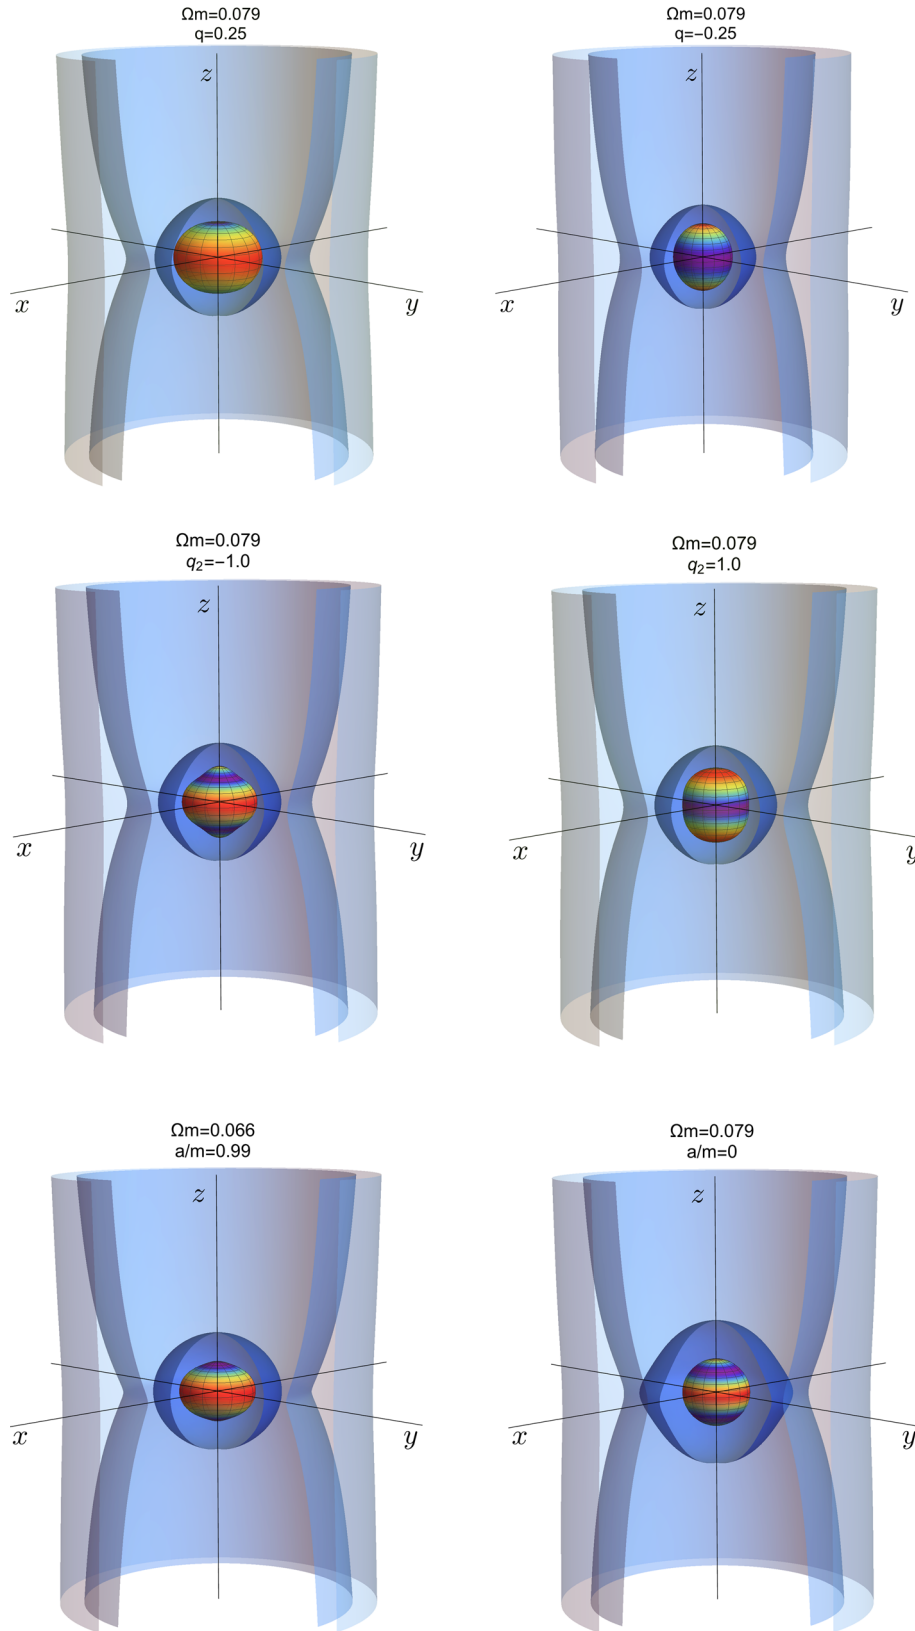 Ωm=0.079
q=0.25
z
x
y
Ωm=0.079
q=−0.25
z
x
y
Ωm=0.079
q₂=−1.0
z
x
y
Ωm=0.079
q₂=1.0
z
x
y
Ωm=0.066
a/m=0.99
z
x
y
Ωm=0.079
a/m=0
z
x
y